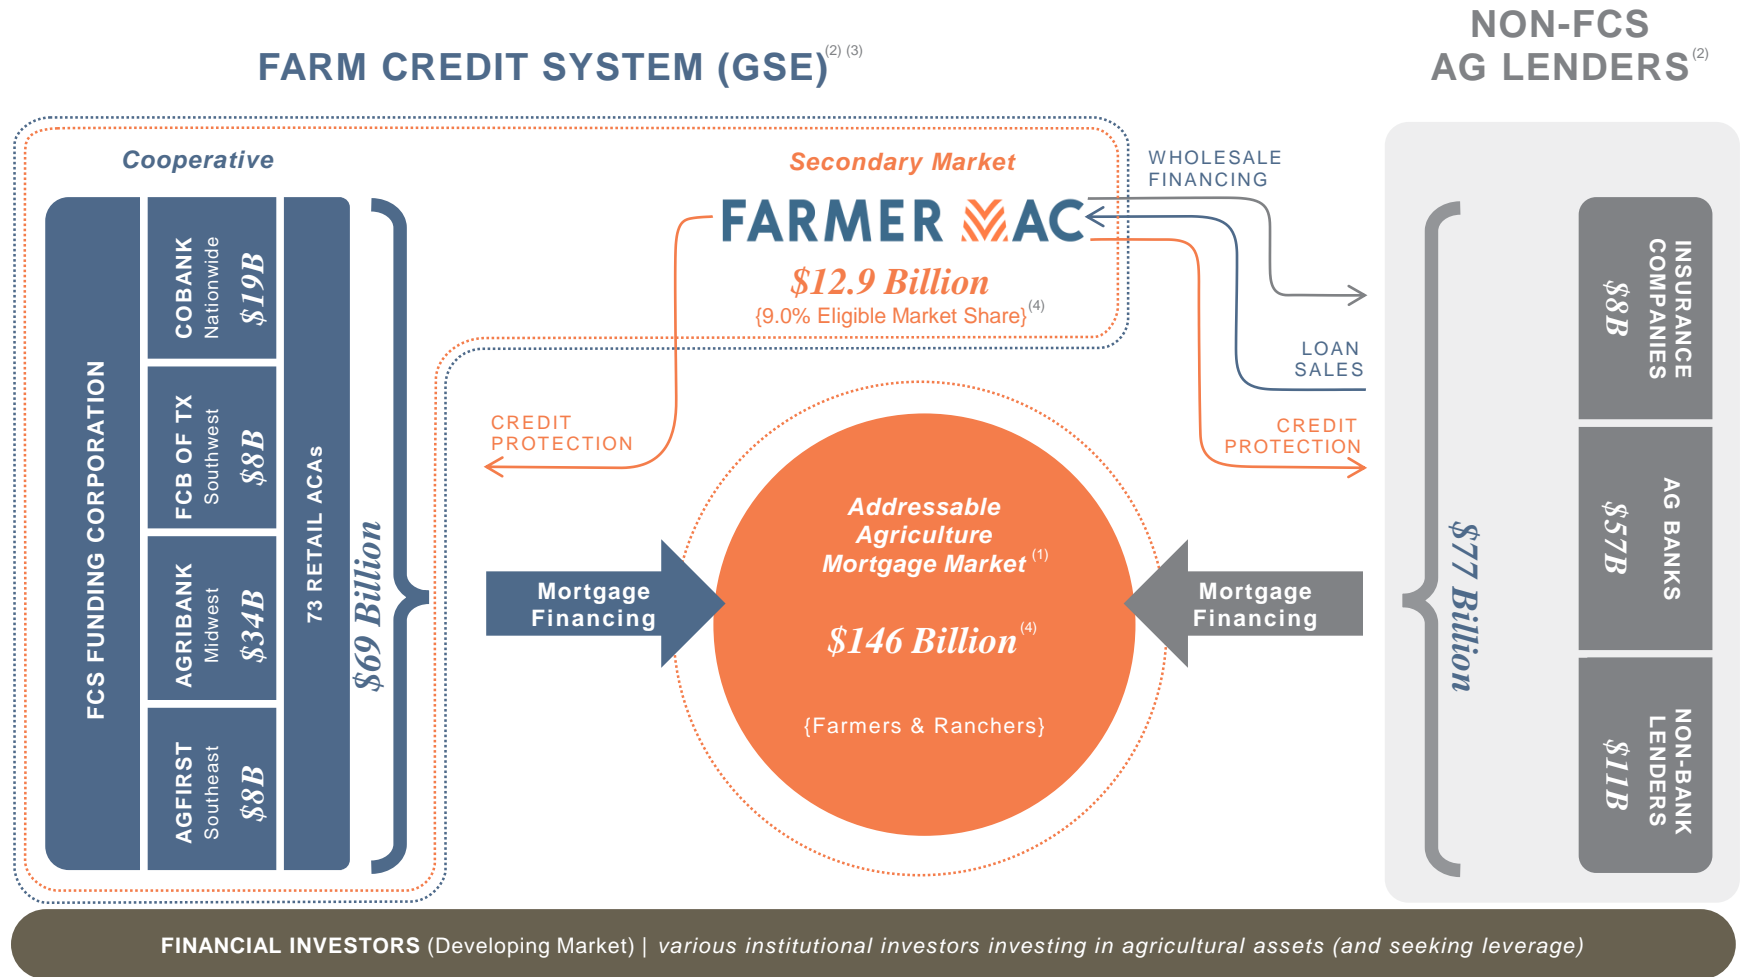 FARM CREDIT SYSTEM (GSE)(2) (3)
NON-FCS
AG LENDERS(2)
Cooperative
FCS FUNDING CORPORATION
COBANK
Nationwide
$19B
FCB OF TX
Southwest
$8B
AGRIBANK
Midwest
$34B
AGFIRST
Southeast
$8B
73 RETAIL ACAs
$69 Billion
Secondary Market
FARMER MAC
$12.9 Billion
{9.0% Eligible Market Share}(4)
WHOLESALE
FINANCING
LOAN
SALES
CREDIT
PROTECTION
CREDIT
PROTECTION
Mortgage
Financing
Addressable
Agriculture
Mortgage Market (1)
$146 Billion(4)
{Farmers & Ranchers}
Mortgage
Financing
$77 Billion
INSURANCE
COMPANIES
$8B
AG BANKS
$57B
NON-BANK
LENDERS
$11B
FINANCIAL INVESTORS (Developing Market) | various institutional investors investing in agricultural assets (and seeking leverage)